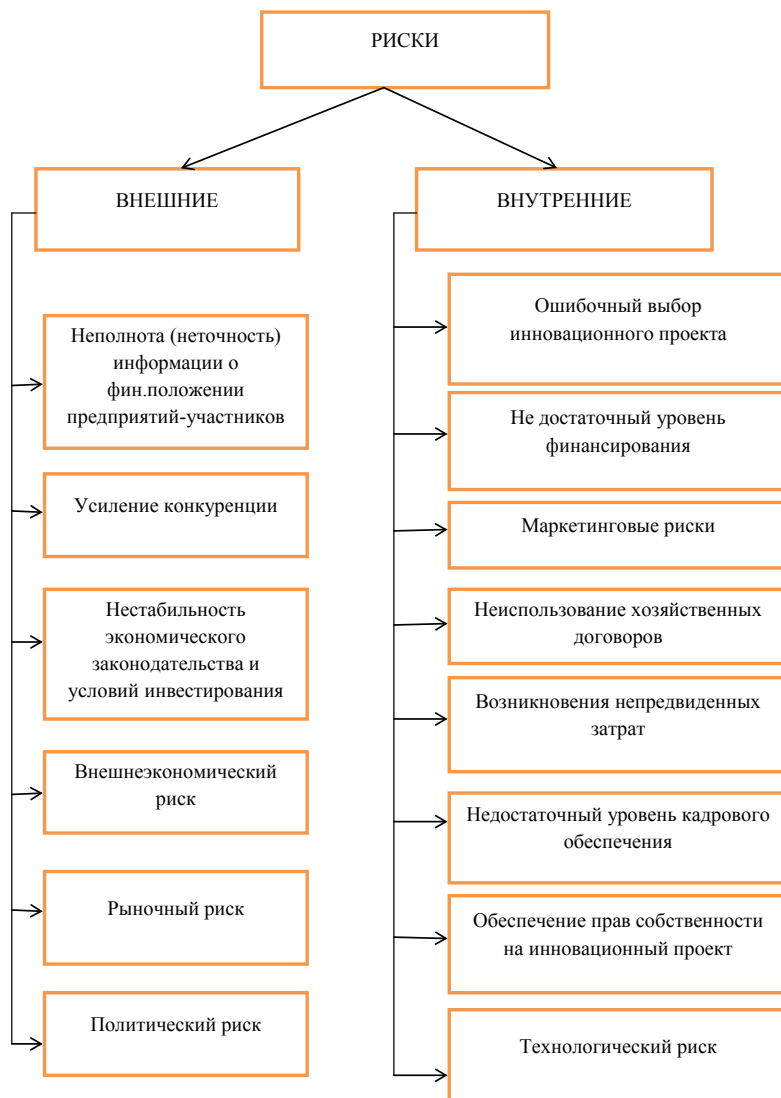 РИСКИ
ВНЕШНИЕ
Неполнота (неточность)
информации о
фин.положении
предприятий-участников
Усиление конкуренции
Нестабильность
экономического
законодательства и
условий инвестирования
Внешнеэкономический
риск
Рыночный риск
Политический риск
ВНУТРЕННИЕ
Ошибочный выбор
инновационного проекта
Не достаточный уровень
финансирования
Маркетинговые риски
Неиспользование хозяйственных
договоров
Возникновения непредвиденных
затрат
Недостаточный уровень кадрового
обеспечения
Обеспечение прав собственности
на инновационный проект
Технологический риск